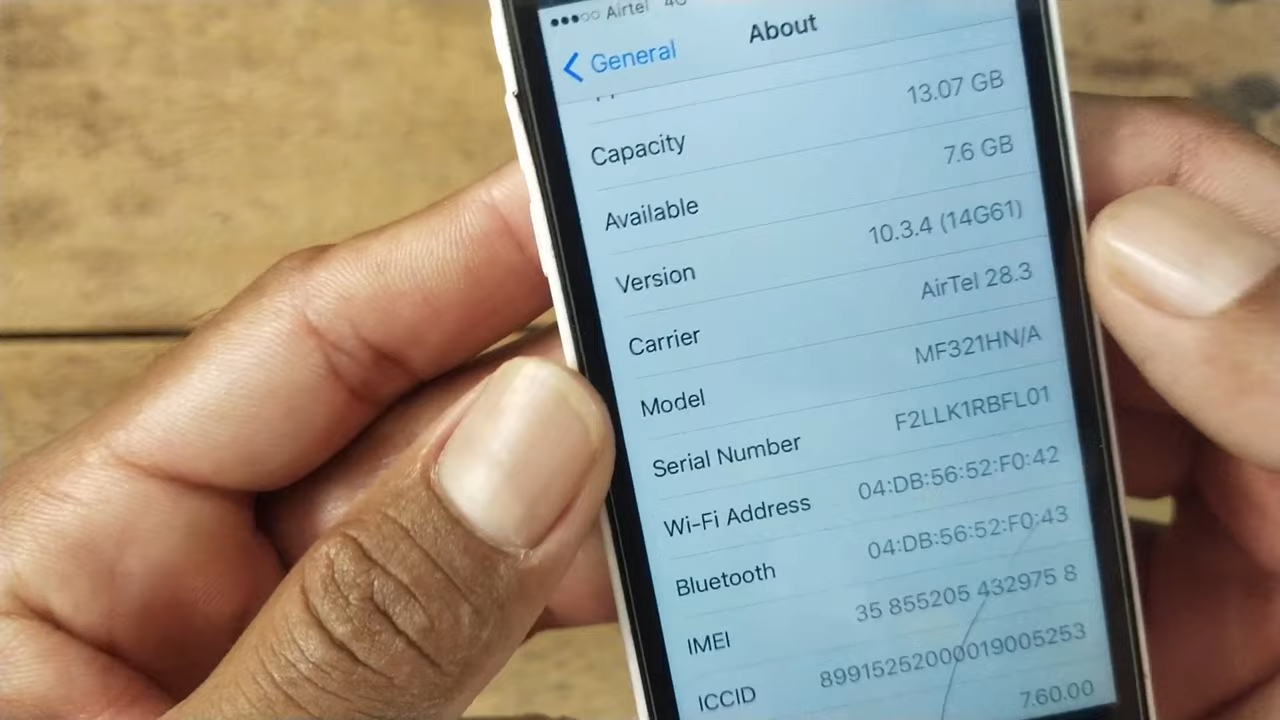 ●●●○○ Airtel 4G
General
About
Capacity 13.07 GB
Available 7.6 GB
Version 10.3.4 (14G61)
Carrier AirTel 28.3
Model MF321HN/A
Serial Number F2LLK1RBFL01
Wi-Fi Address 04:DB:56:52:F0:42
Bluetooth 04:DB:56:52:F0:43
IMEI 35 855205 432975 8
ICCID 89915252000019005253
7.60.00